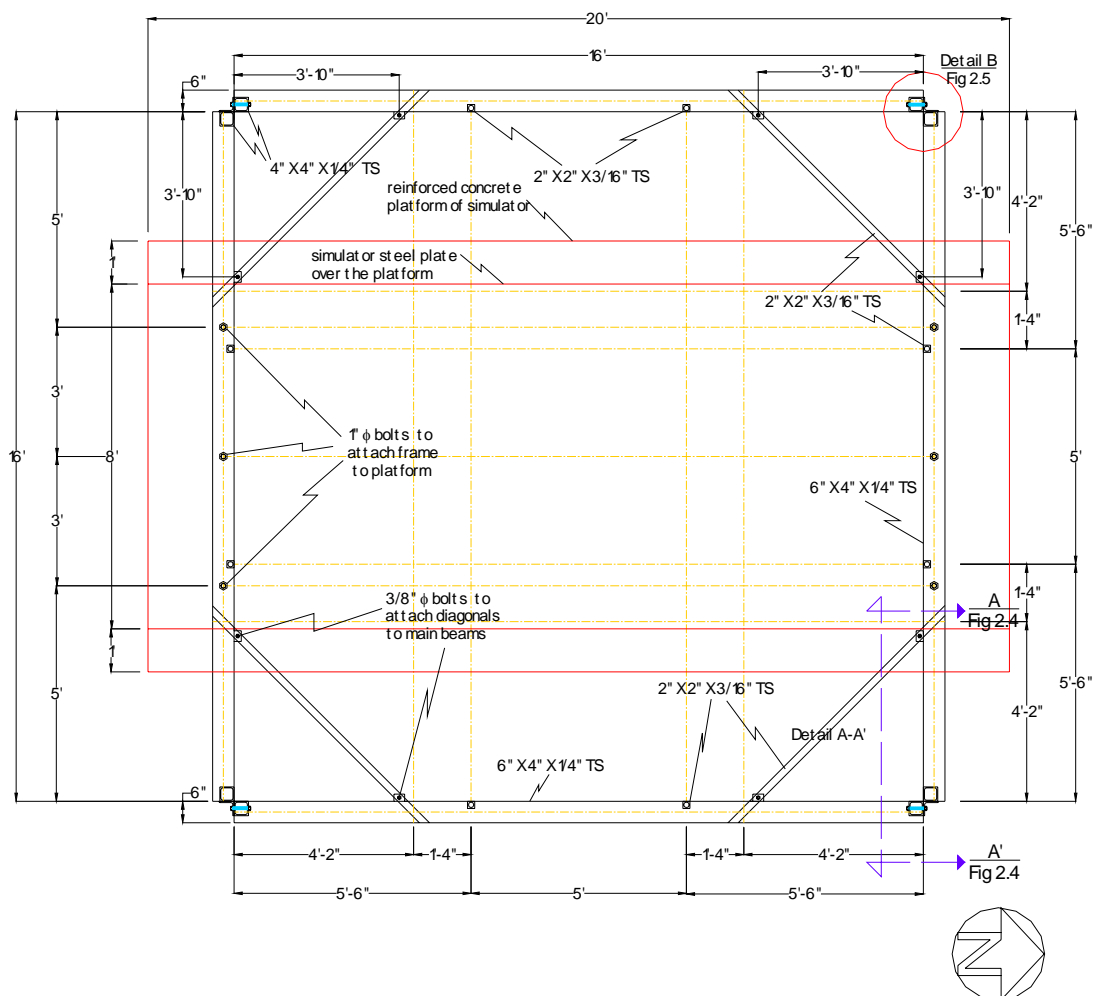 20'
16'
3'-10"
3'-10"
Detail B
Fig 2.5
6"
4" X4" X1/4" TS
2" X2" X3/16" TS
reinforced concrete
platform of simulator
3'-10"
3'-10"
5'
4'-2"
5'-6"
1'
simulator steel plate
over the platform
2" X2" X3/16" TS
1'-4"
3'
1" ϕ bolts to
attach frame
to platform
16'
8'
5'
6" X4" X1/4" TS
3'
3/8" ϕ bolts to
attach diagonals
to main beams
1'-4"
A
Fig 2.4
1'
5'
2" X2" X3/16" TS
5'-6"
4'-2"
Detail A-A'
6" X4" X1/4" TS
6"
4'-2"
1'-4"
1'-4"
4'-2"
A'
Fig 2.4
5'-6"
5'
5'-6"
N